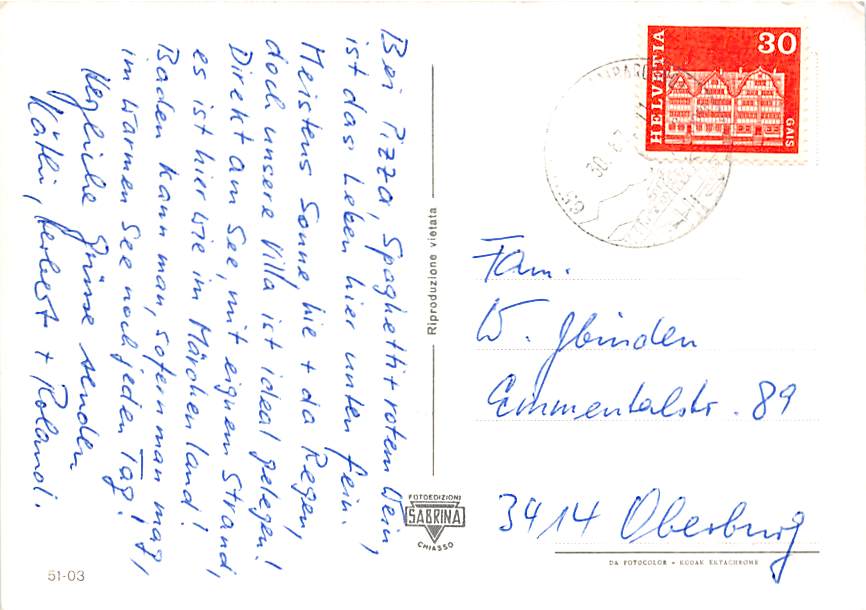 Bei Pizza, Spaghetti + rotem Wein,
ist das Leben hier unten fein.
Meistens Sonne, hie + da Regen,
doch unsere Villa ist ideal gelegen!
Direkt am See, mit eignem Strand,
es ist hier wie im Märchenland!
Baden kann man, sofern man mag,
im warmen See noch jeden Tag!
Herzliche Grüsse senden
Käthi, Herbert + Roland.
Riproduzione vietata
FOTOEDIZIONI
SABRINA
CHIASSO
51-03
HELVETIA
30
GAIS
30.
Fam.
W. Gbinden
Emmentalstr. 89
3414 Oberburg
DA FOTOCOLOR - KODAK EKTACHROME